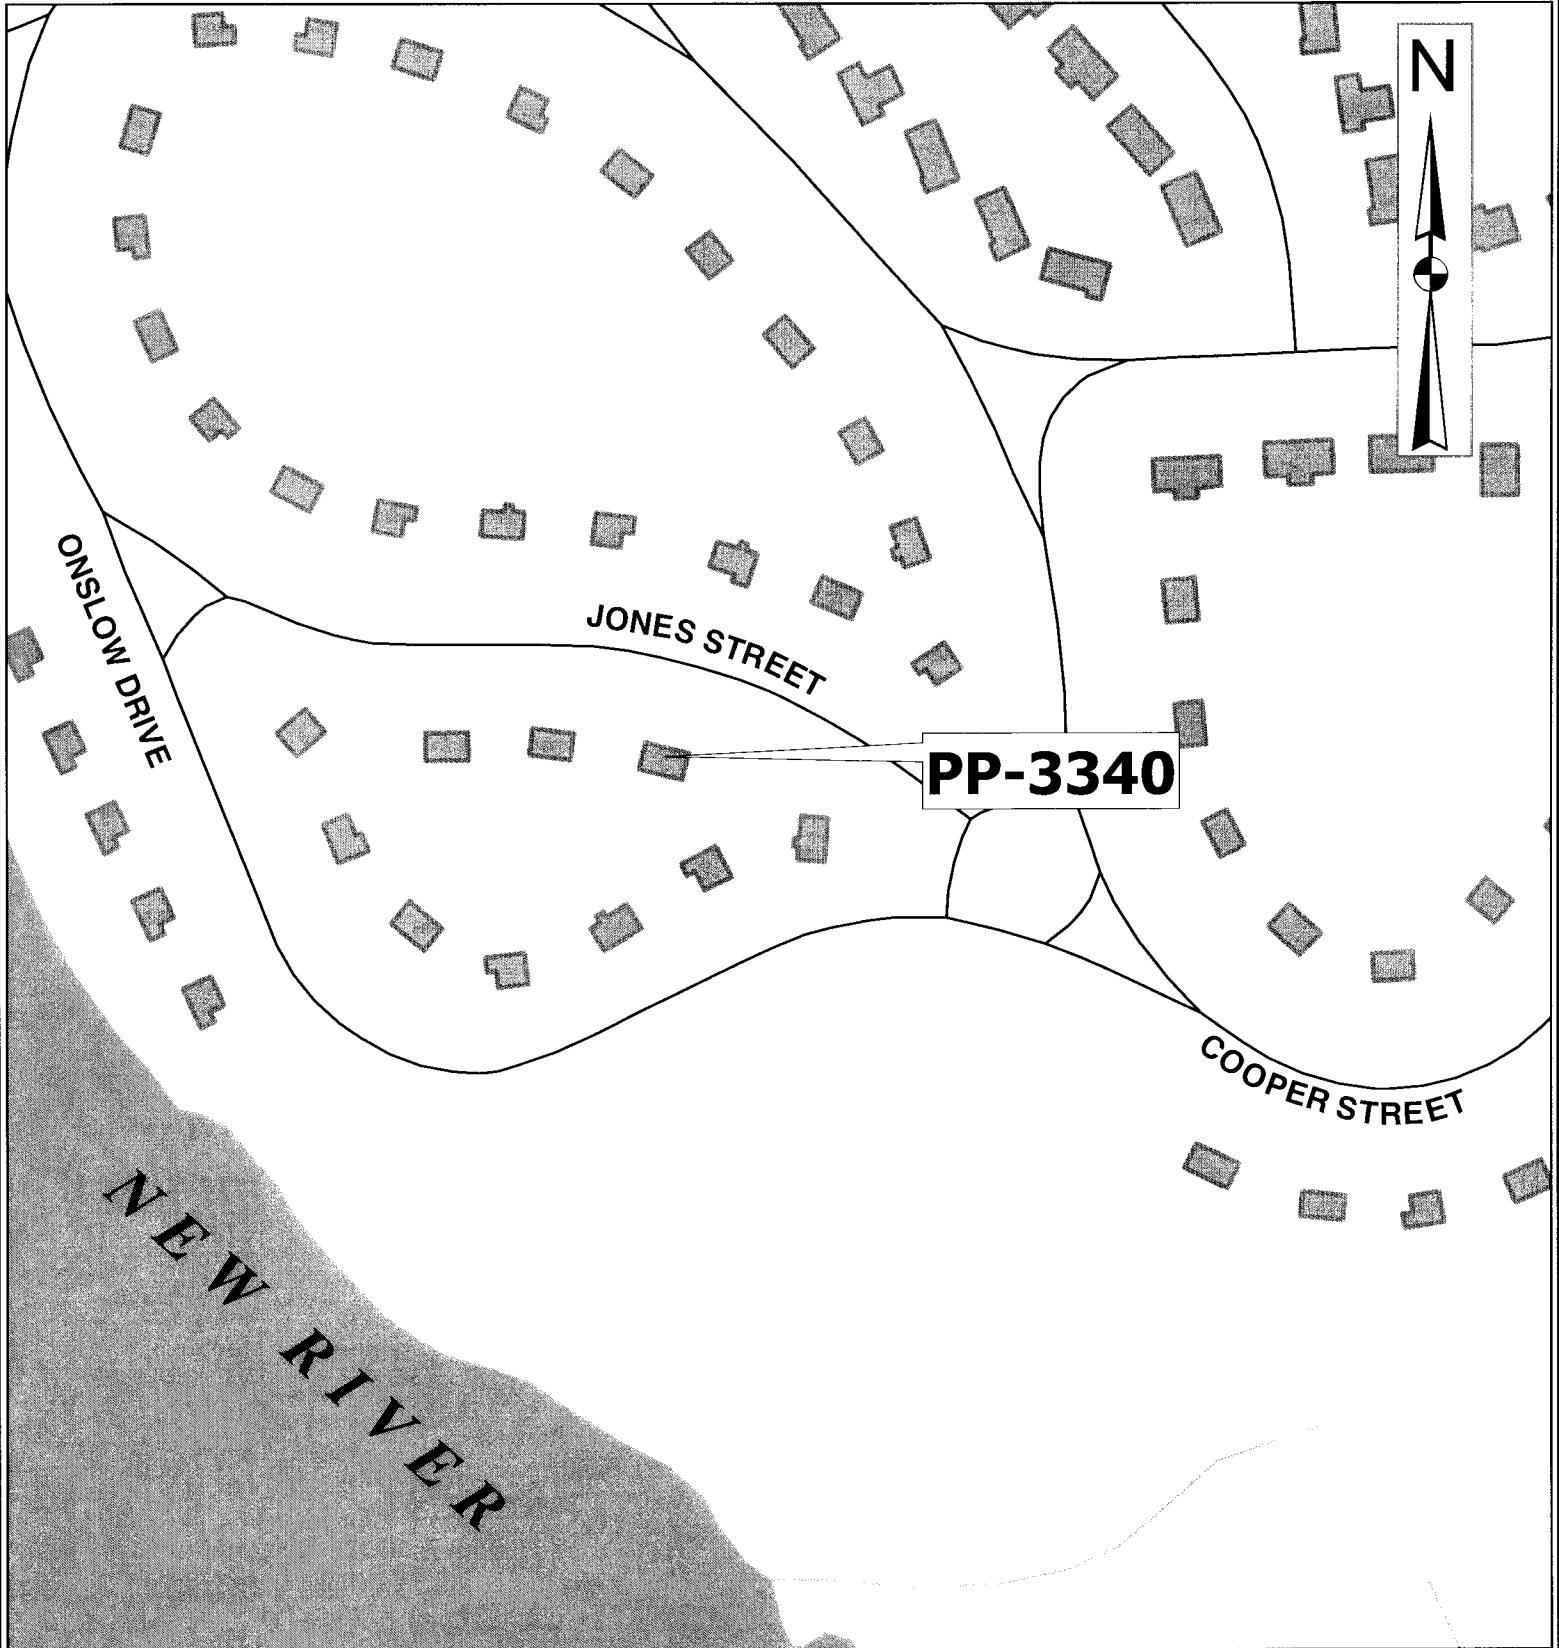 N
ONSLOW DRIVE
JONES STREET
PP-3340
COOPER STREET
NEW RIVER